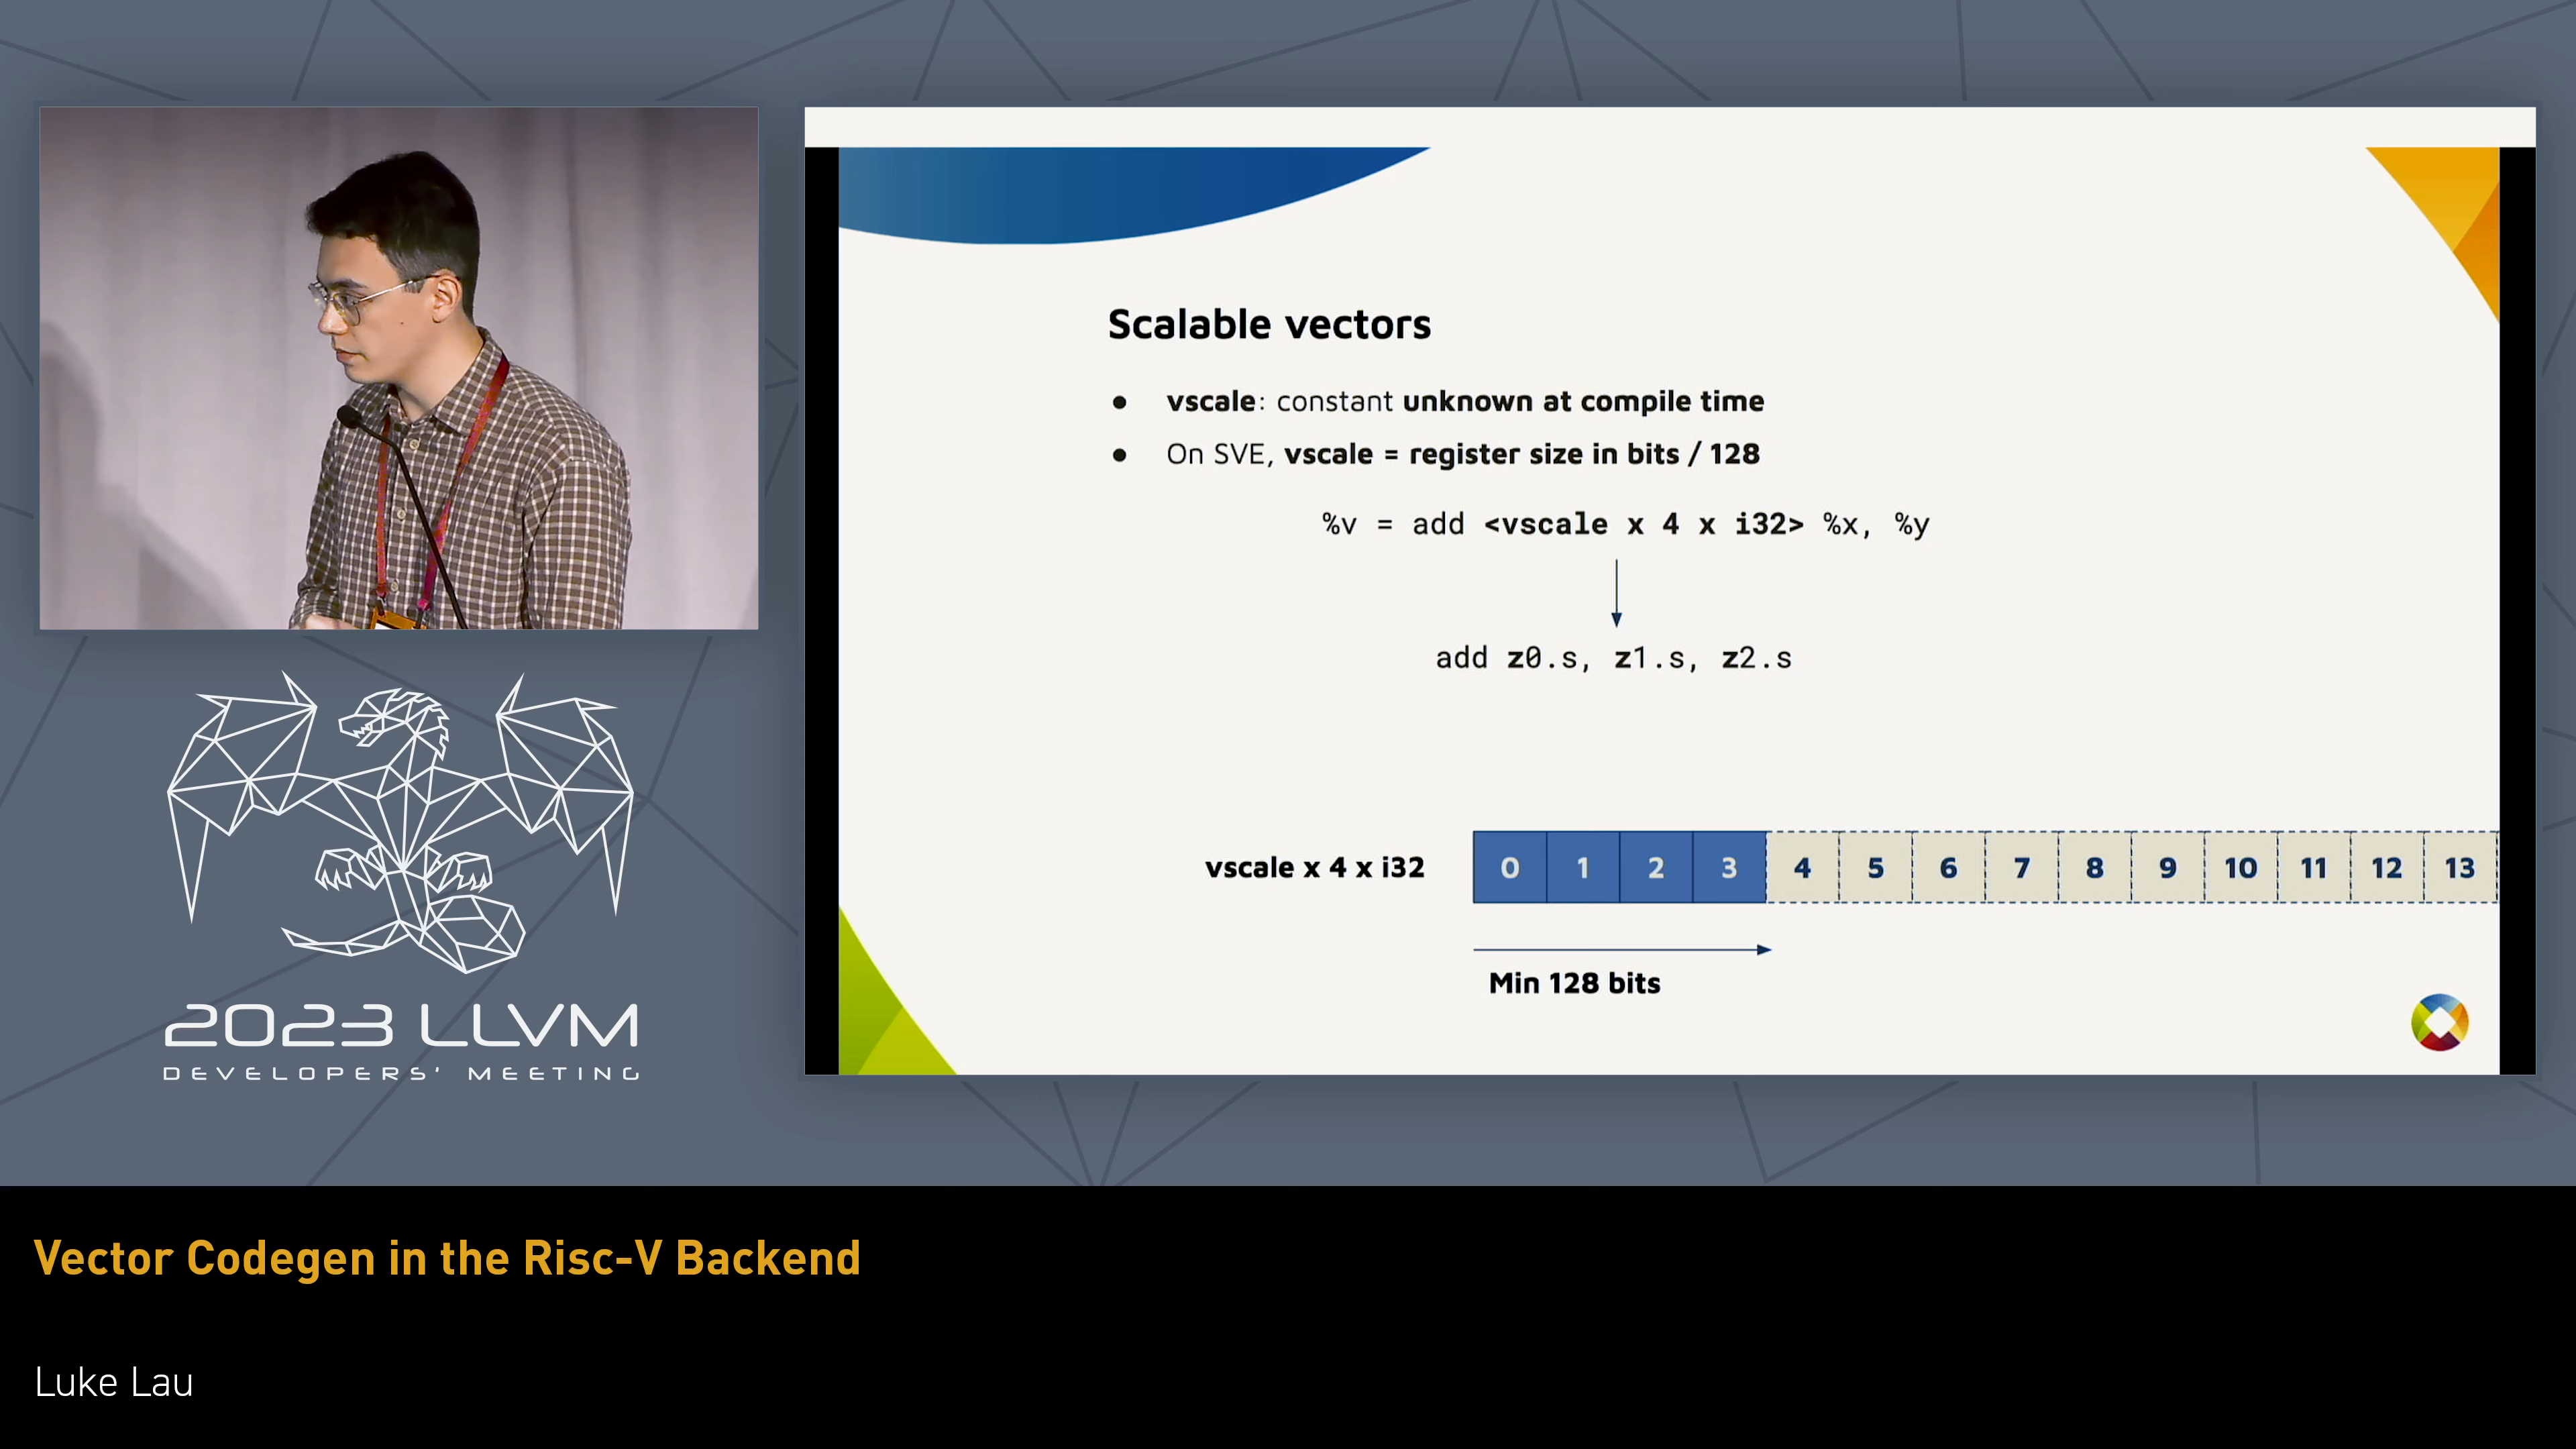 Scalable vectors
● vscale: constant unknown at compile time
● On SVE, vscale = register size in bits / 128
%v = add <vscale x 4 x i32> %x, %y
add z0.s, z1.s, z2.s
vscale x 4 x i32 0 1 2 3 4 5 6 7 8 9 10 11 12 13
Min 128 bits
2023 LLVM
DEVELOPERS' MEETING
Vector Codegen in the Risc-V Backend
Luke Lau